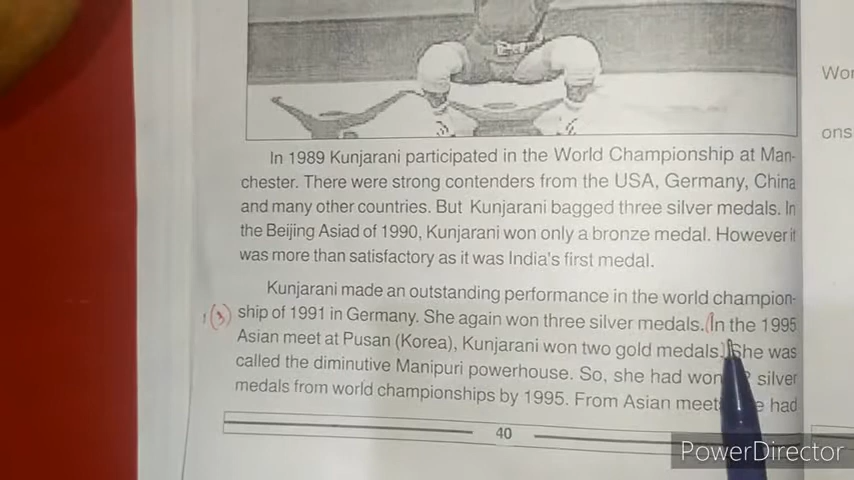 In 1989 Kunjarani participated in the World Championship at Man-
chester. There were strong contenders from the USA, Germany, China
and many other countries. But Kunjarani bagged three silver medals. In
the Beijing Asiad of 1990, Kunjarani won only a bronze medal. However it
was more than satisfactory as it was India's first medal.
Kunjarani made an outstanding performance in the world champion-
(3) ship of 1991 in Germany. She again won three silver medals. (In the 1995
Asian meet at Pusan (Korea), Kunjarani won two gold medals.) She was
called the diminutive Manipuri powerhouse. So, she had won silver
medals from world championships by 1995. From Asian meet had
40
Wor
ons
PowerDirector